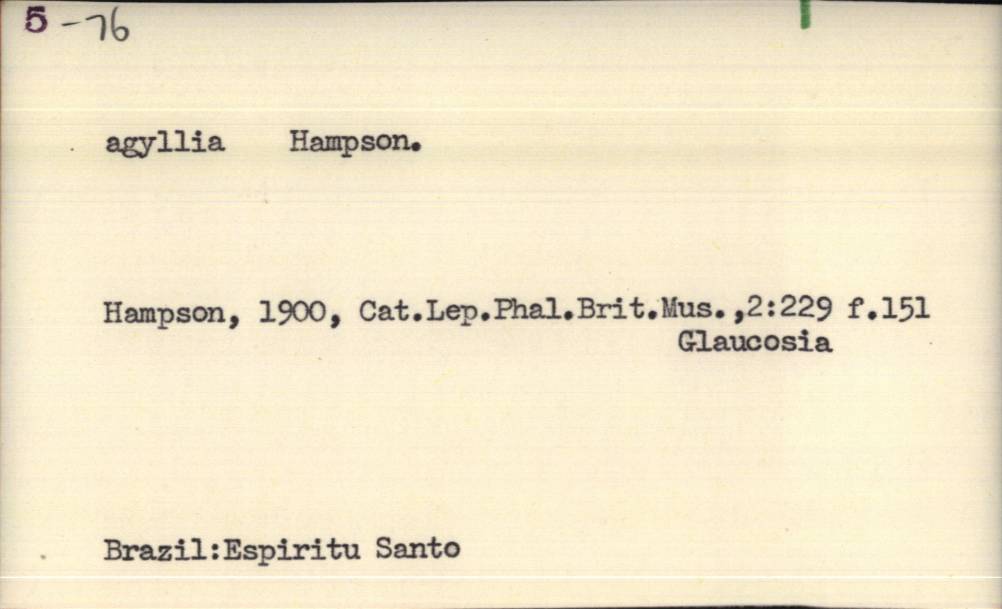 5 - 76
agyllia Hampson.
Hampson, 1900, Cat.Lep.Phal.Brit.Mus.,2:229 f.151
Glaucosia
Brazil:Espiritu Santo